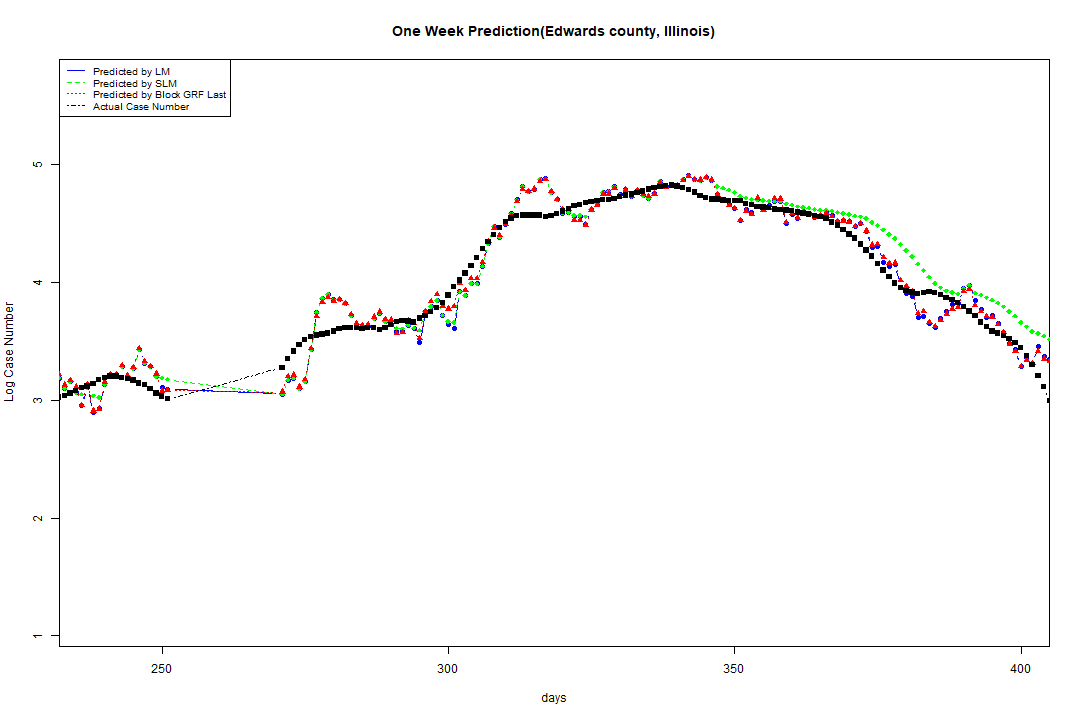 One Week Prediction(Edwards county, Illinois)
Predicted by LM
Predicted by SLM
Predicted by Block GRF Last
Actual Case Number
5
4
3
2
1
Log Case Number
250
300
350
400
days